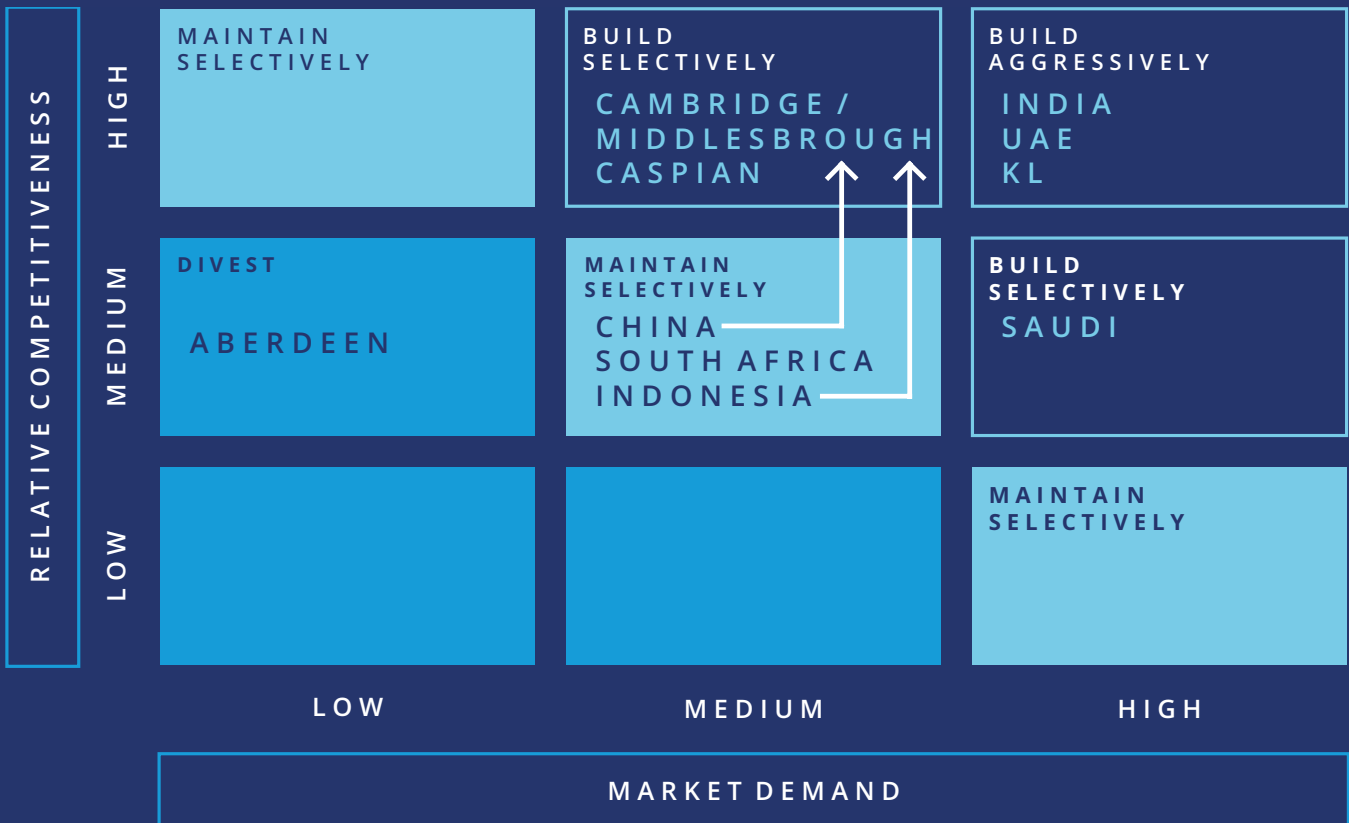 RELATIVE COMPETITIVENESS
HIGH
MAINTAIN
SELECTIVELY
BUILD
SELECTIVELY
CAMBRIDGE /
MIDDLESBROUGH
CASPIAN
BUILD
AGGRESSIVELY
INDIA
UAE
KL
MEDIUM
DIVEST
ABERDEEN
MAINTAIN
SELECTIVELY
CHINA
SOUTH AFRICA
INDONESIA
BUILD
SELECTIVELY
SAUDI
LOW
MAINTAIN
SELECTIVELY
LOW
MEDIUM
HIGH
MARKET DEMAND